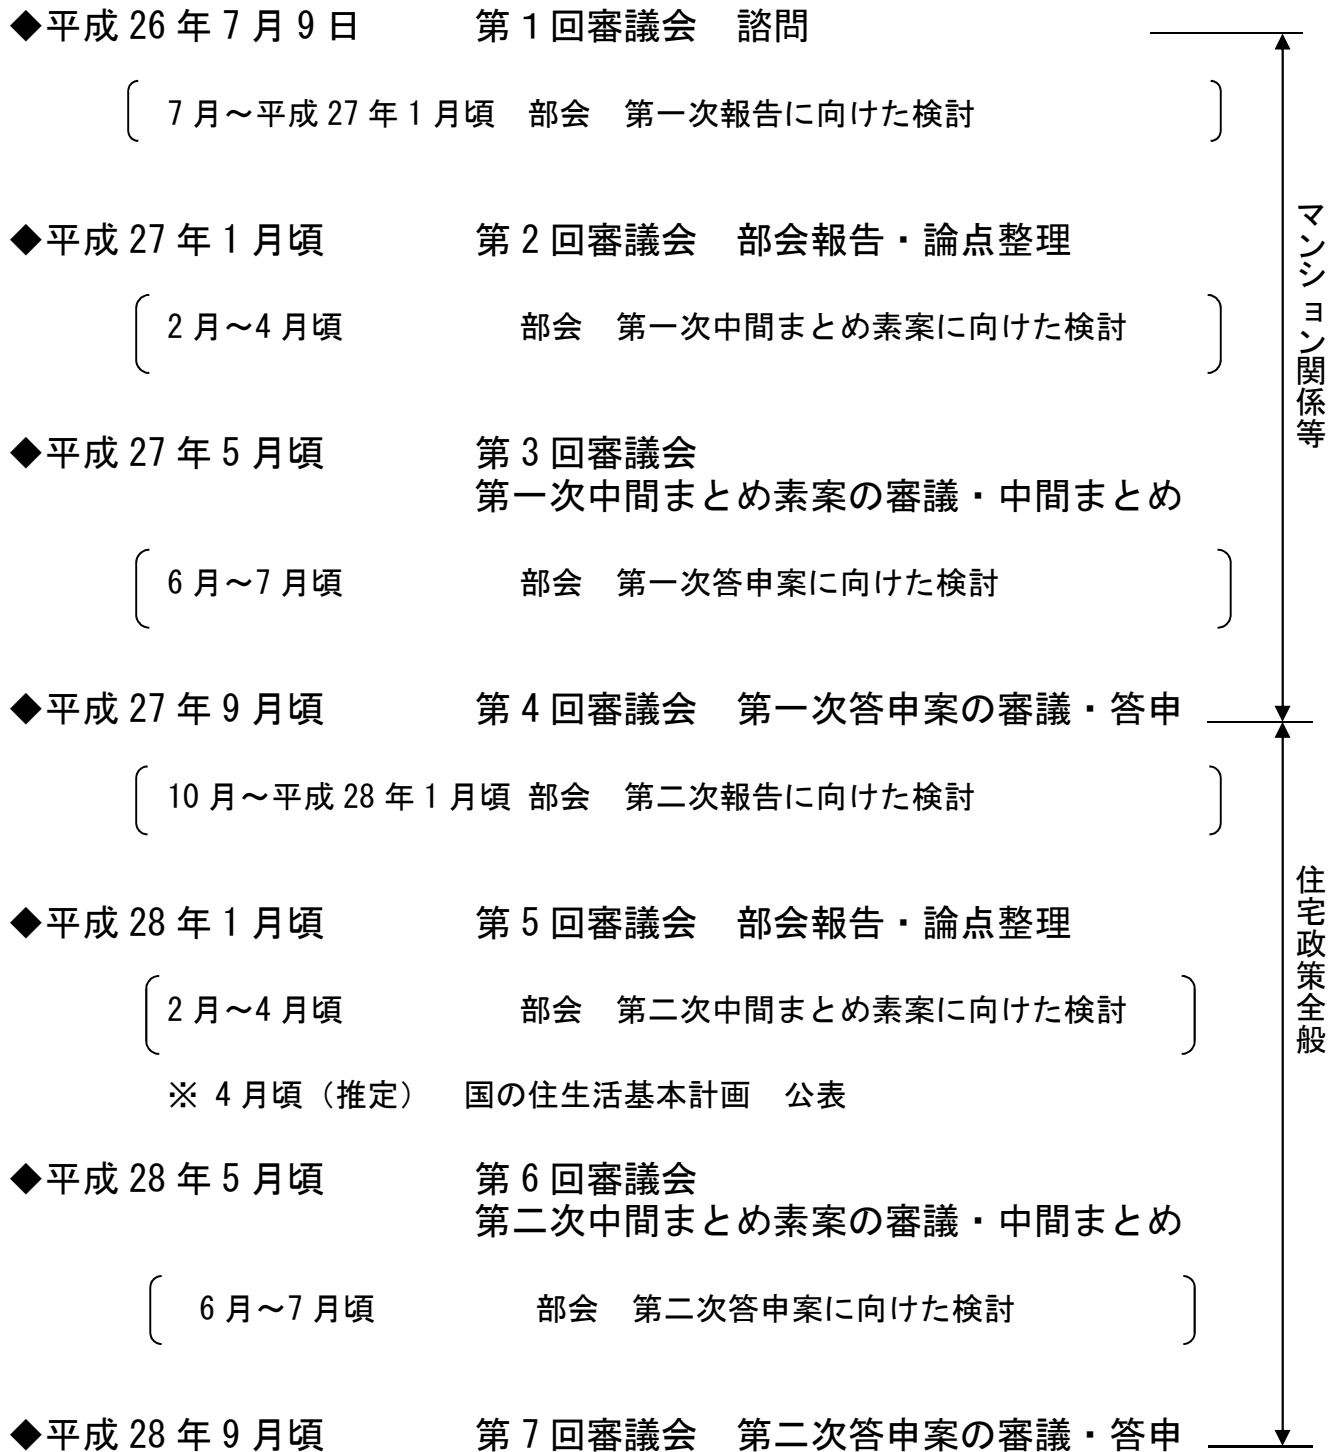 ◆平成 26 年 7 月 9 日　第 1 回審議会　諮問
7 月～平成 27 年 1 月頃　部会　第一次報告に向けた検討
◆平成 27 年 1 月頃　第 2 回審議会　部会報告・論点整理
2 月～4 月頃　部会　第一次中間まとめ素案に向けた検討
◆平成 27 年 5 月頃　第 3 回審議会
第一次中間まとめ素案の審議・中間まとめ
6 月～7 月頃　部会　第一次答申案に向けた検討
◆平成 27 年 9 月頃　第 4 回審議会　第一次答申案の審議・答申
マンション関係等
10 月～平成 28 年 1 月頃 部会　第二次報告に向けた検討
◆平成 28 年 1 月頃　第 5 回審議会　部会報告・論点整理
2 月～4 月頃　部会　第二次中間まとめ素案に向けた検討
※ 4 月頃（推定）　国の住生活基本計画　公表
◆平成 28 年 5 月頃　第 6 回審議会
第二次中間まとめ素案の審議・中間まとめ
6 月～7 月頃　部会　第二次答申案に向けた検討
◆平成 28 年 9 月頃　第 7 回審議会　第二次答申案の審議・答申
住宅政策全般